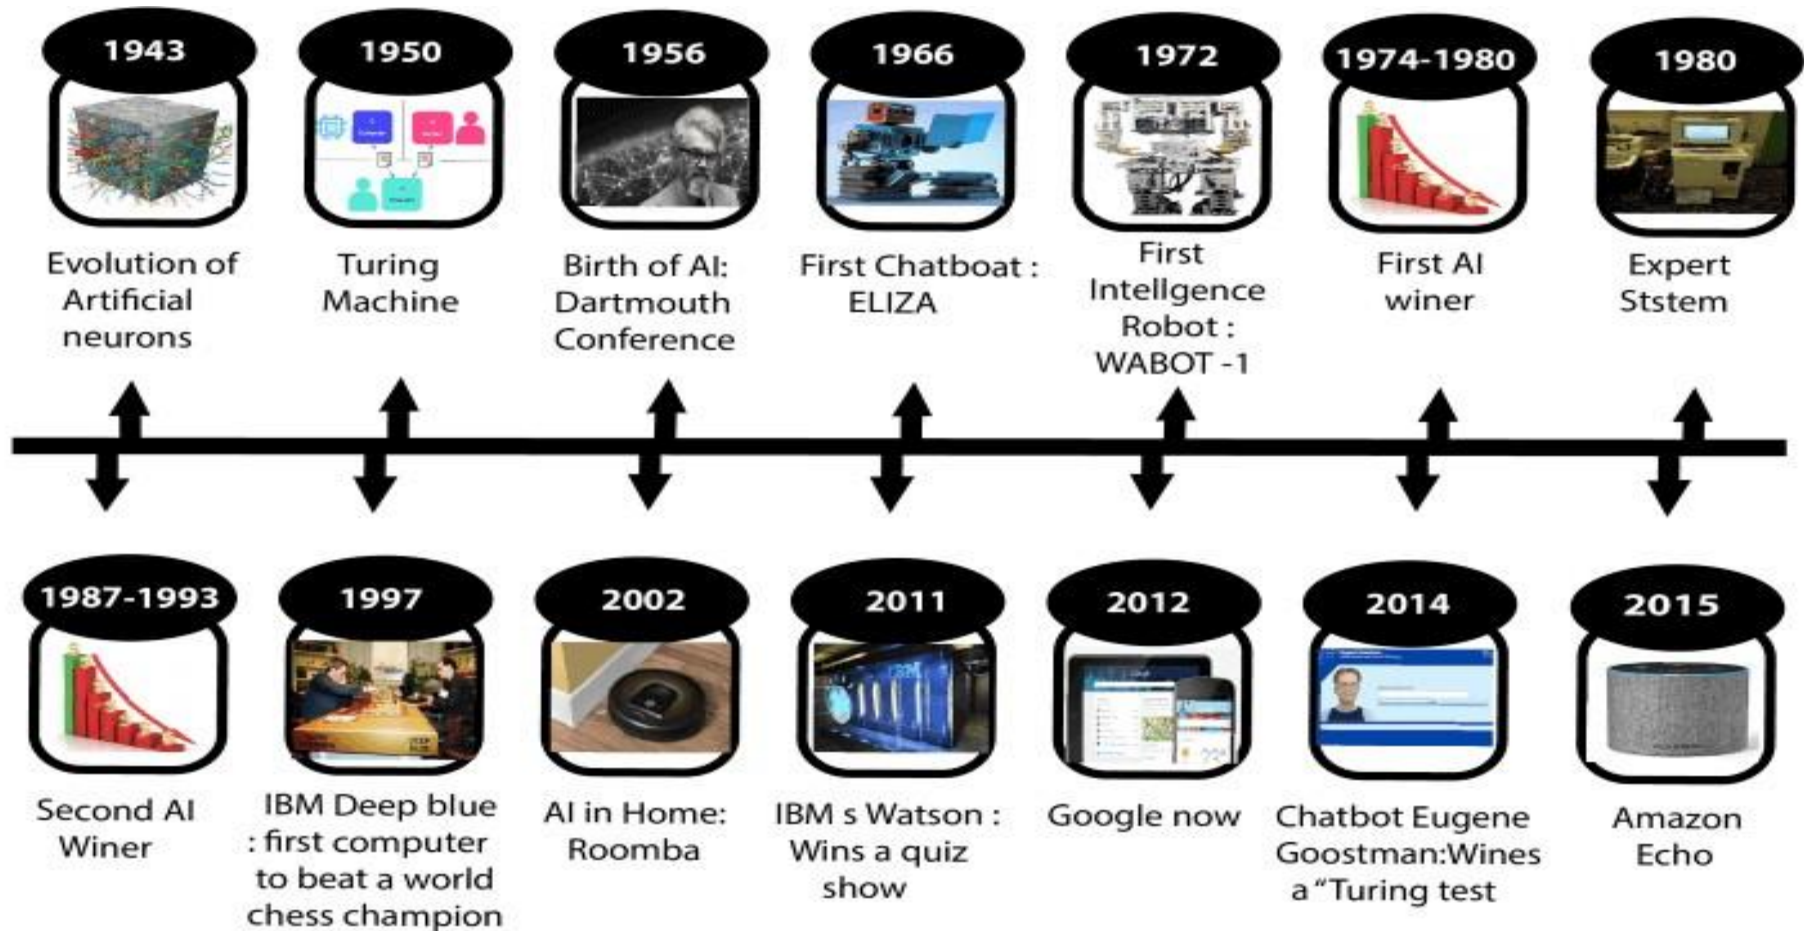 1943
1950
1956
1966
1972
1974-1980
1980
Evolution of
Artificial
neurons
Turing
Machine
Birth of AI:
Dartmouth
Conference
First Chatboat :
ELIZA
First
Intellgence
Robot :
WABOT -1
First AI
winer
Expert
Ststem
1987-1993
1997
2002
2011
2012
2014
2015
IBM
DEEP
BLUE
Second AI
Winer
IBM Deep blue
: first computer
to beat a world
chess champion
AI in Home:
Roomba
IBM s Watson :
Wins a quiz
show
Google now
Chatbot Eugene
Goostman:Wines
a “Turing test
Amazon
Echo